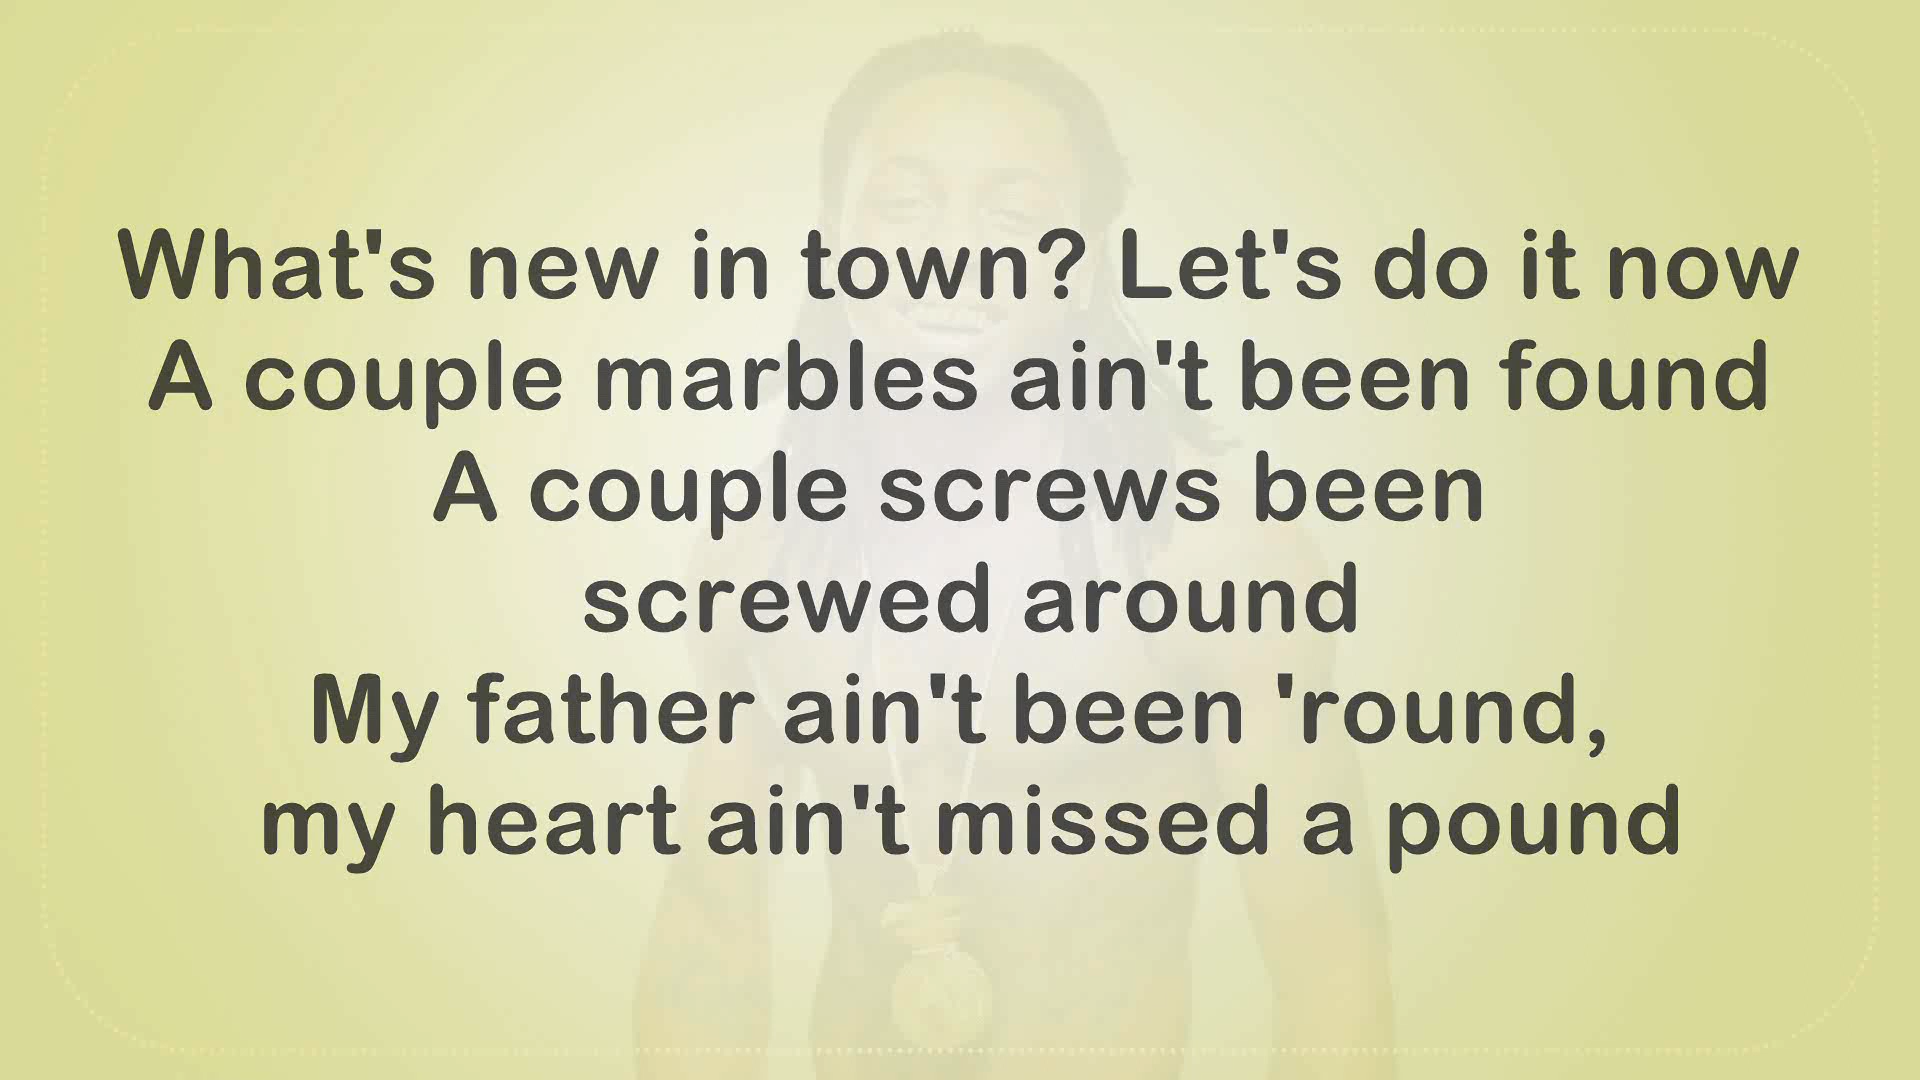 What's new in town? Let's do it now
A couple marbles ain't been found
A couple screws been
screwed around
My father ain't been 'round,
my heart ain't missed a pound